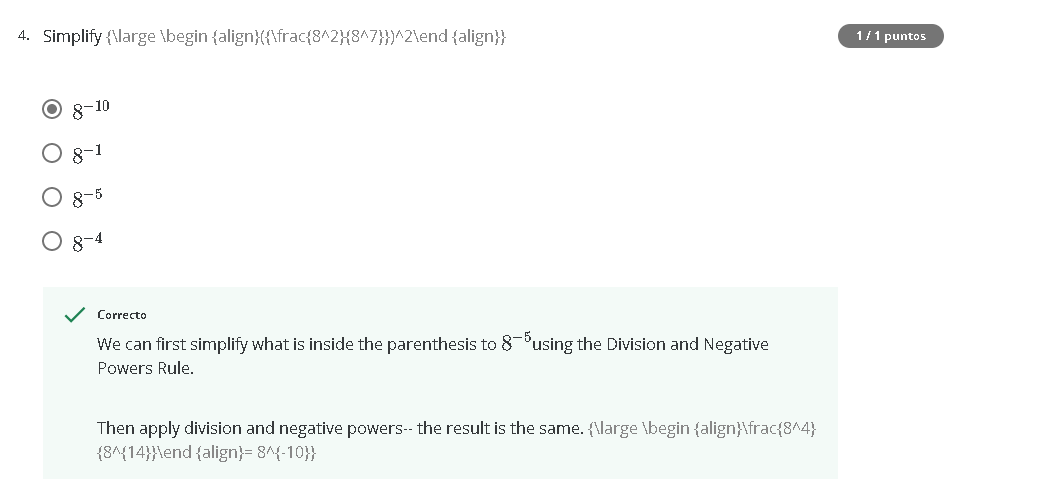 4. Simplify {\large \begin {align}({\frac{8^2}{8^7}})^2\end {align}}
1 / 1 puntos
8^{-10}
8^{-1}
8^{-5}
8^{-4}
Correcto
We can first simplify what is inside the parenthesis to 8^{-5}using the Division and Negative
Powers Rule.
Then apply division and negative powers-- the result is the same. {\large \begin {align}\frac{8^4}
{8^{14}}\end {align}= 8^{-10}}